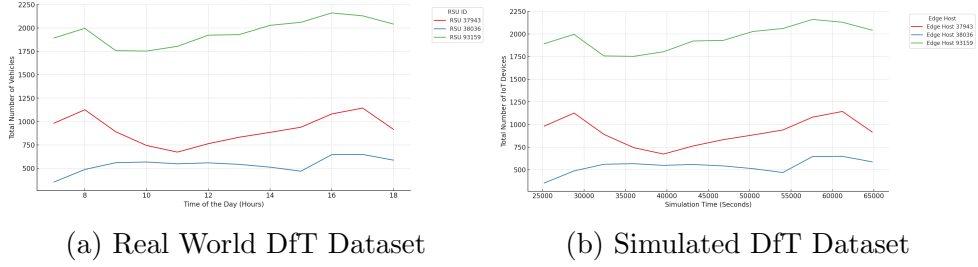 2250
2000
1750
1500
1250
1000
750
500
Total Number of Vehicles
8
10
12
14
16
18
Time of the Day (Hours)
RSU ID
RSU 37943
RSU 38036
RSU 93159
(a) Real World DfT Dataset
2250
2000
1750
1500
1250
1000
750
500
Total Number of IoT Devices
25000
30000
35000
40000
45000
50000
55000
60000
65000
Simulation Time (Seconds)
Edge Host
Edge Host 37943
Edge Host 38036
Edge Host 93159
(b) Simulated DfT Dataset